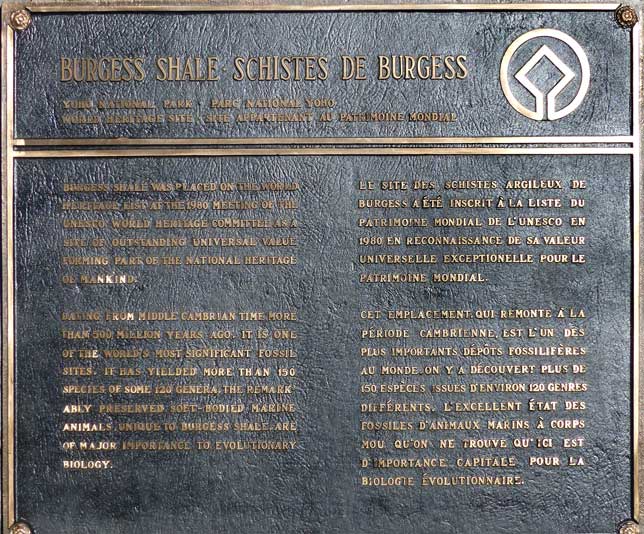 BURGESS SHALE · SCHISTES DE BURGESS
YOHO NATIONAL PARK · PARC NATIONAL YOHO
WORLD HERITAGE SITE · SITE APPARTENANT AU PATRIMOINE MONDIAL
BURGESS SHALE WAS PLACED ON THE WORLD
HERITAGE LIST AT THE 1980 MEETING OF THE
UNESCO WORLD HERITAGE COMMITTEE AS A
SITE OF OUTSTANDING UNIVERSAL VALUE
FORMING PART OF THE NATIONAL HERITAGE
OF MANKIND.
DATING FROM MIDDLE CAMBRIAN TIME MORE
THAN 500 MILLION YEARS AGO. IT IS ONE
OF THE WORLD'S MOST SIGNIFICANT FOSSIL
SITES. IT HAS YIELDED MORE THAN 150
SPECIES OF SOME 120 GENERA. THE REMARK-
ABLY PRESERVED SOFT-BODIED MARINE
ANIMALS, UNIQUE TO BURGESS SHALE, ARE
OF MAJOR IMPORTANCE TO EVOLUTIONARY
BIOLOGY.
LE SITE DES SCHISTES ARGILEUX DE
BURGESS A ÉTÉ INSCRIT À LA LISTE DU
PATRIMOINE MONDIAL DE L'UNESCO EN
1980 EN RECONNAISSANCE DE SA VALEUR
UNIVERSELLE EXCEPTIONELLE POUR LE
PATRIMOINE MONDIAL.
CET EMPLACEMENT, QUI REMONTE À LA
PÉRIODE CAMBRIENNE, EST L'UN DES
PLUS IMPORTANTS DÉPÔTS FOSSILIFÈRES
AU MONDE. ON Y A DÉCOUVERT PLUS DE
150 ESPÈCES ISSUES D'ENVIRON 120 GENRES
DIFFÉRENTS. L'EXCELLENT ÉTAT DES
FOSSILES D'ANIMAUX MARINS À CORPS
MOU QU'ON NE TROUVE QU'ICI EST
D'IMPORTANCE CAPITALE POUR LA
BIOLOGIE ÉVOLUTIONNAIRE.